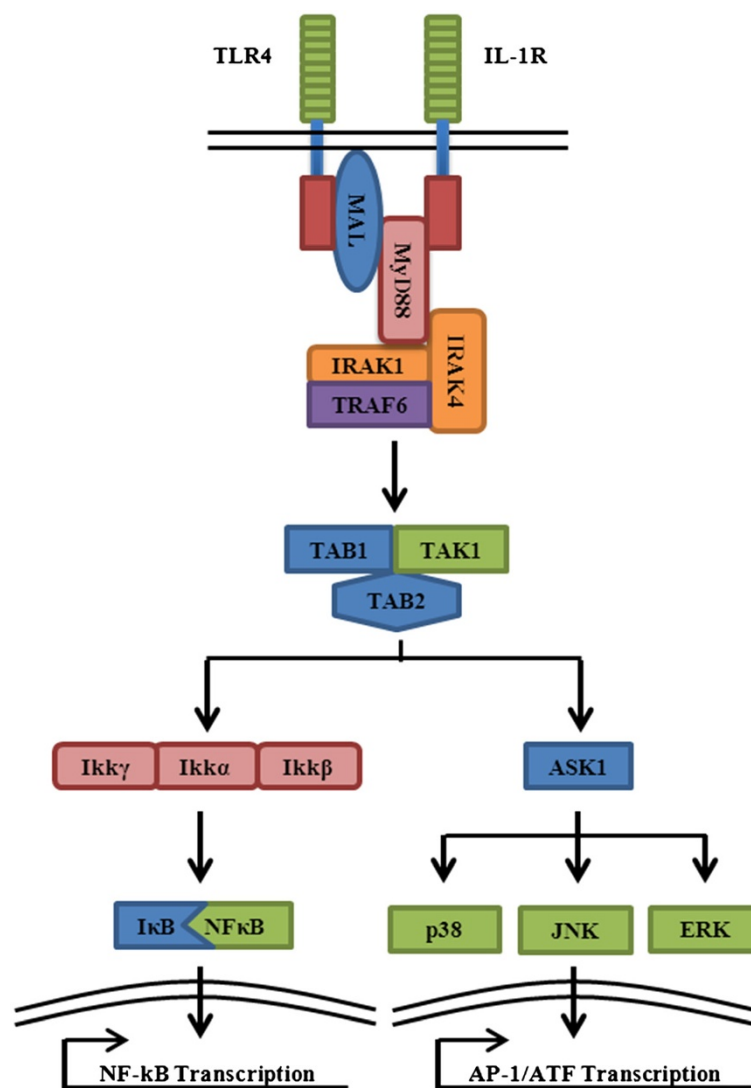 TLR4 IL-1R
MAL
MyD88
IRAK4
IRAK1
TRAF6
TAB1 TAK1
TAB2
Ikkγ Ikkα Ikkβ
ASK1
IκB NFκB
p38 JNK ERK
NF-kB Transcription
AP-1/ATF Transcription